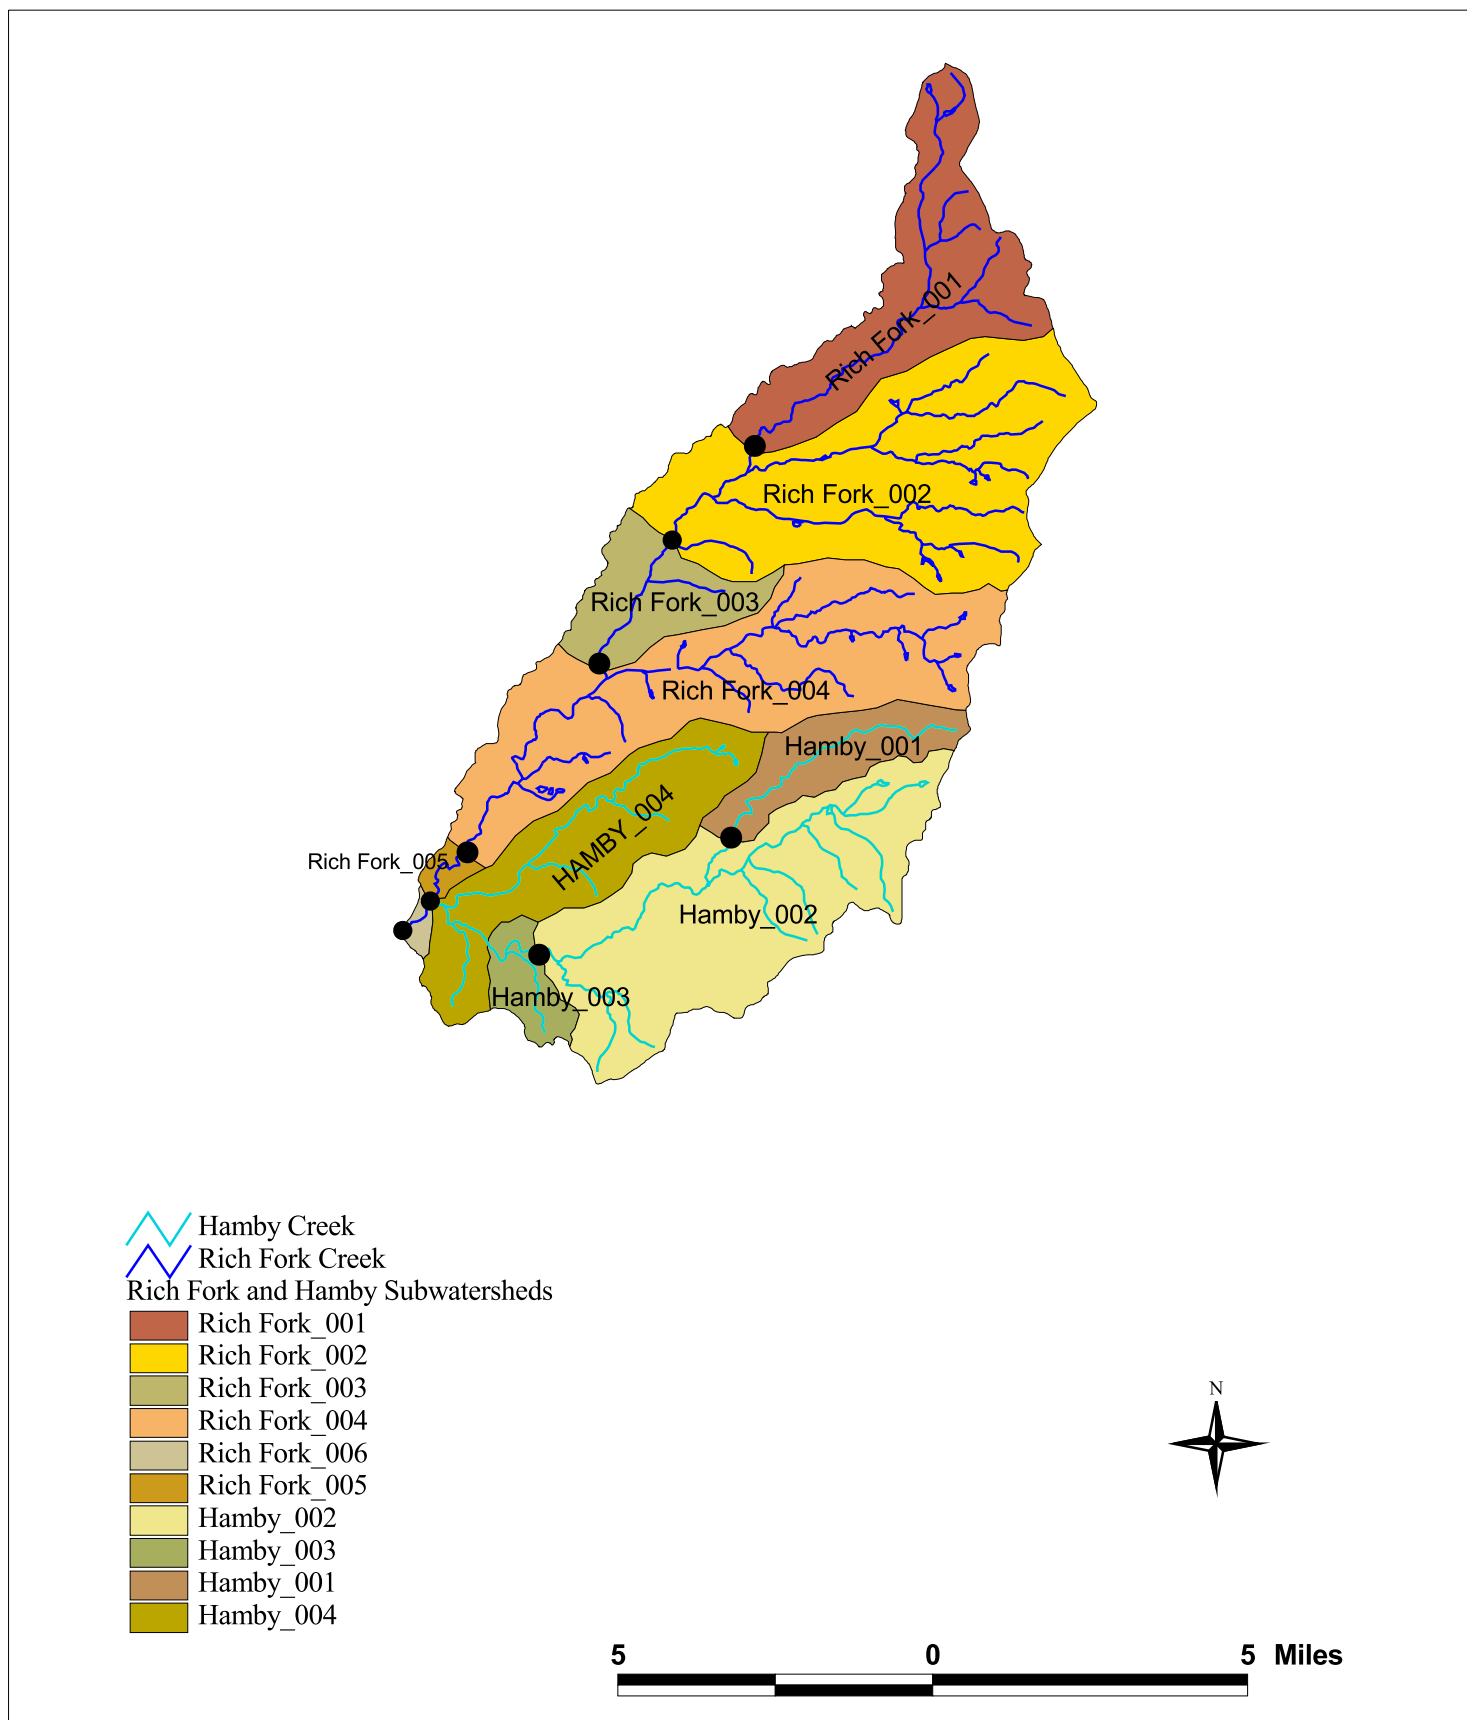 Rich Fork_001
Rich Fork_002
Rich Fork_003
Rich Fork_004
Hamby_001
HAMBY_004
Rich Fork_005
Hamby_002
Hamby_003
Hamby Creek
Rich Fork Creek
Rich Fork and Hamby Subwatersheds
Rich Fork_001
Rich Fork_002
Rich Fork_003
Rich Fork_004
Rich Fork_006
Rich Fork_005
Hamby_002
Hamby_003
Hamby_001
Hamby_004
N
5 0 5 Miles